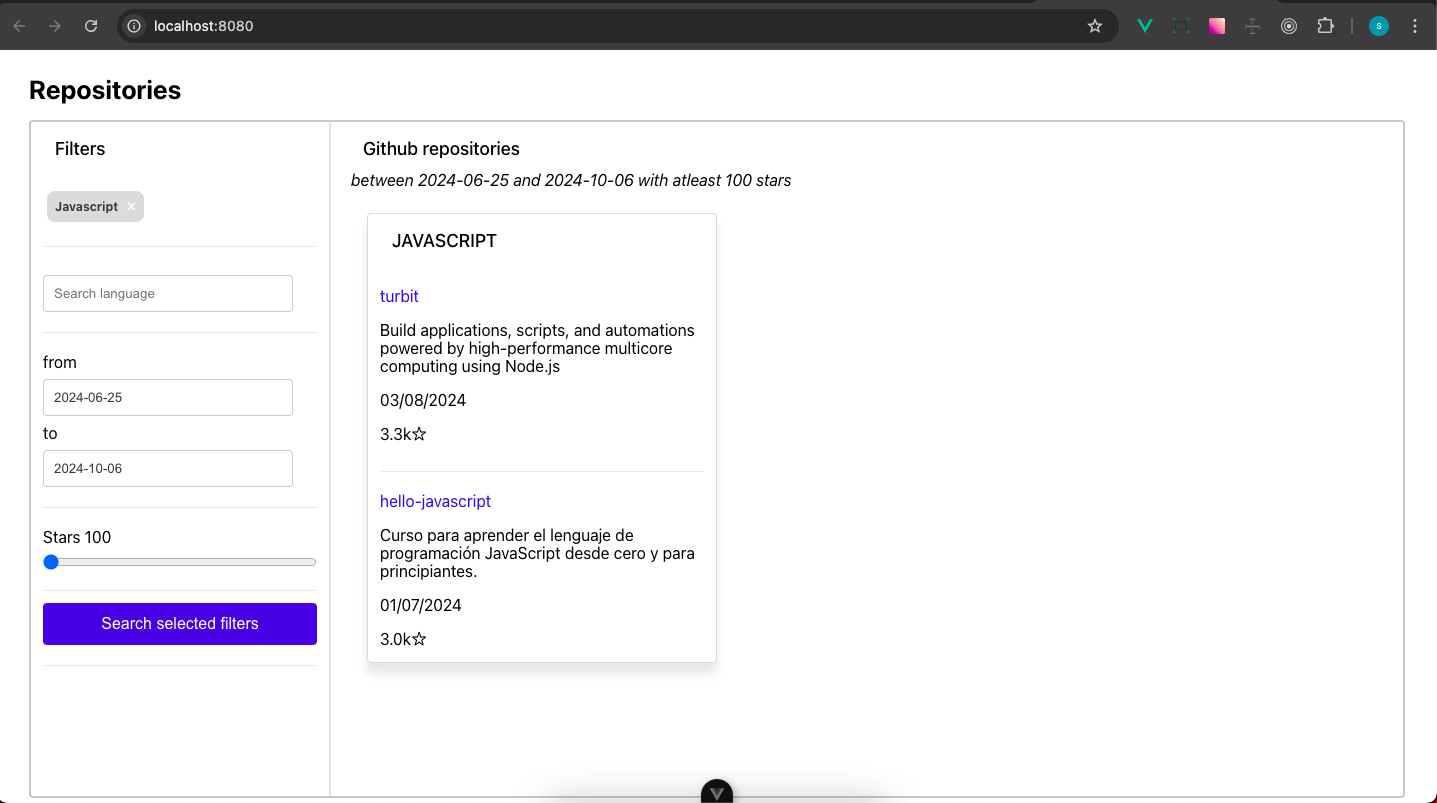 localhost:8080
s
Repositories
Filters
Javascript ×
Search language
from
2024-06-25
to
2024-10-06
Stars 100
Search selected filters
Github repositories
between 2024-06-25 and 2024-10-06 with atleast 100 stars
JAVASCRIPT
turbit
Build applications, scripts, and automations
powered by high-performance multicore
computing using Node.js
03/08/2024
3.3k☆
hello-javascript
Curso para aprender el lenguaje de
programación JavaScript desde cero y para
principiantes.
01/07/2024
3.0k☆